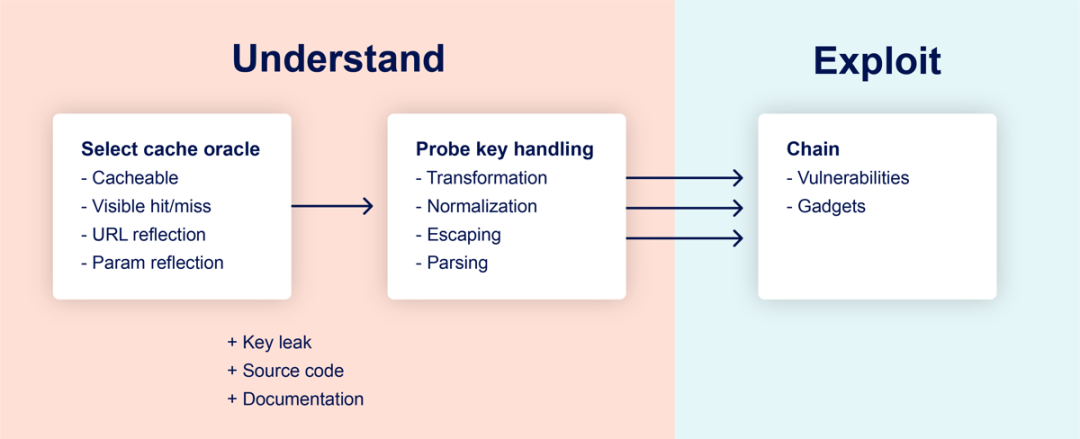 Understand
Exploit
Select cache oracle
- Cacheable
- Visible hit/miss
- URL reflection
- Param reflection
Probe key handling
- Transformation
- Normalization
- Escaping
- Parsing
Chain
- Vulnerabilities
- Gadgets
+ Key leak
+ Source code
+ Documentation